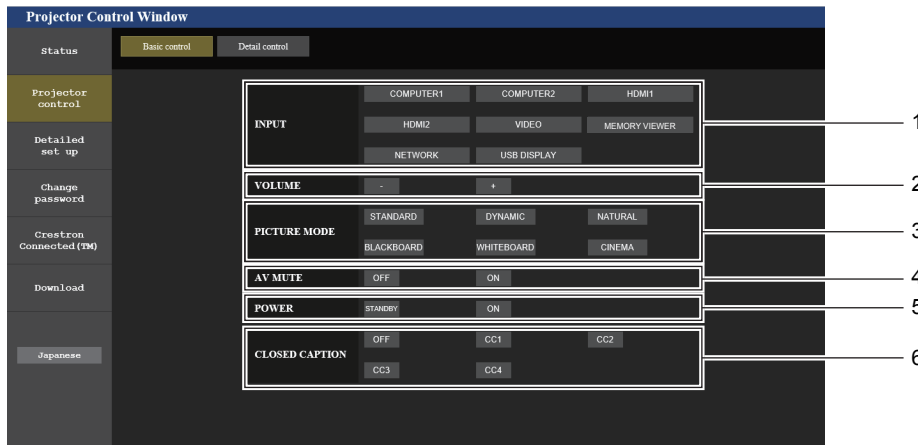 Projector Control Window
Status
Basic control
Detail control
Projector
control
Detailed
set up
Change
password
Crestron
Connected(TM)
Download
Japanese
INPUT
COMPUTER1
COMPUTER2
HDMI1
HDMI2
VIDEO
MEMORY VIEWER
NETWORK
USB DISPLAY
1
VOLUME
-
+
2
PICTURE MODE
STANDARD
DYNAMIC
NATURAL
BLACKBOARD
WHITEBOARD
CINEMA
3
AV MUTE
OFF
ON
4
POWER
STANDBY
ON
5
CLOSED CAPTION
OFF
CC1
CC2
CC3
CC4
6